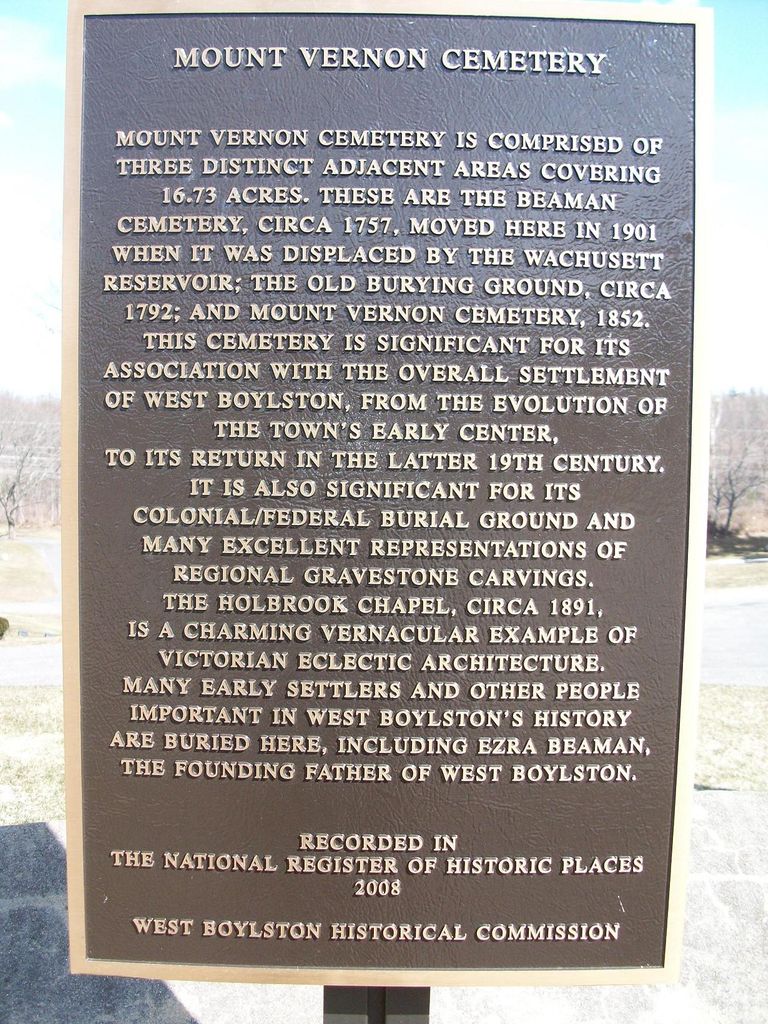 MOUNT VERNON CEMETERY
MOUNT VERNON CEMETERY IS COMPRISED OF
THREE DISTINCT ADJACENT AREAS COVERING
16.73 ACRES. THESE ARE THE BEAMAN
CEMETERY, CIRCA 1757, MOVED HERE IN 1901
WHEN IT WAS DISPLACED BY THE WACHUSETT
RESERVOIR; THE OLD BURYING GROUND, CIRCA
1792; AND MOUNT VERNON CEMETERY, 1852.
THIS CEMETERY IS SIGNIFICANT FOR ITS
ASSOCIATION WITH THE OVERALL SETTLEMENT
OF WEST BOYLSTON, FROM THE EVOLUTION OF
THE TOWN'S EARLY CENTER,
TO ITS RETURN IN THE LATTER 19TH CENTURY.
IT IS ALSO SIGNIFICANT FOR ITS
COLONIAL/FEDERAL BURIAL GROUND AND
MANY EXCELLENT REPRESENTATIONS OF
REGIONAL GRAVESTONE CARVINGS.
THE HOLBROOK CHAPEL, CIRCA 1891,
IS A CHARMING VERNACULAR EXAMPLE OF
VICTORIAN ECLECTIC ARCHITECTURE.
MANY EARLY SETTLERS AND OTHER PEOPLE
IMPORTANT IN WEST BOYLSTON'S HISTORY
ARE BURIED HERE, INCLUDING EZRA BEAMAN,
THE FOUNDING FATHER OF WEST BOYLSTON.
RECORDED IN
THE NATIONAL REGISTER OF HISTORIC PLACES
2008
WEST BOYLSTON HISTORICAL COMMISSION